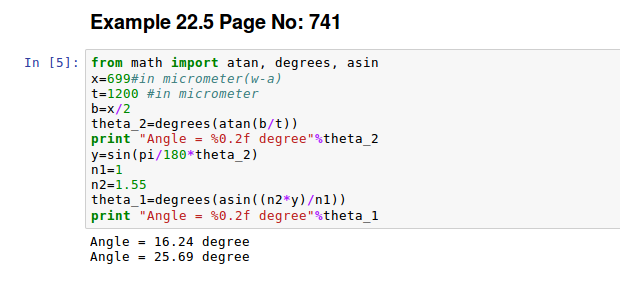 Example 22.5 Page No: 741
In [5]: from math import atan, degrees, asin
x=699#in micrometer(w-a)
t=1200 #in micrometer
b=x/2
theta_2=degrees(atan(b/t))
print "Angle = %0.2f degree"%theta_2
y=sin(pi/180*theta_2)
n1=1
n2=1.55
theta_1=degrees(asin((n2*y)/n1))
print "Angle = %0.2f degree"%theta_1
Angle = 16.24 degree
Angle = 25.69 degree